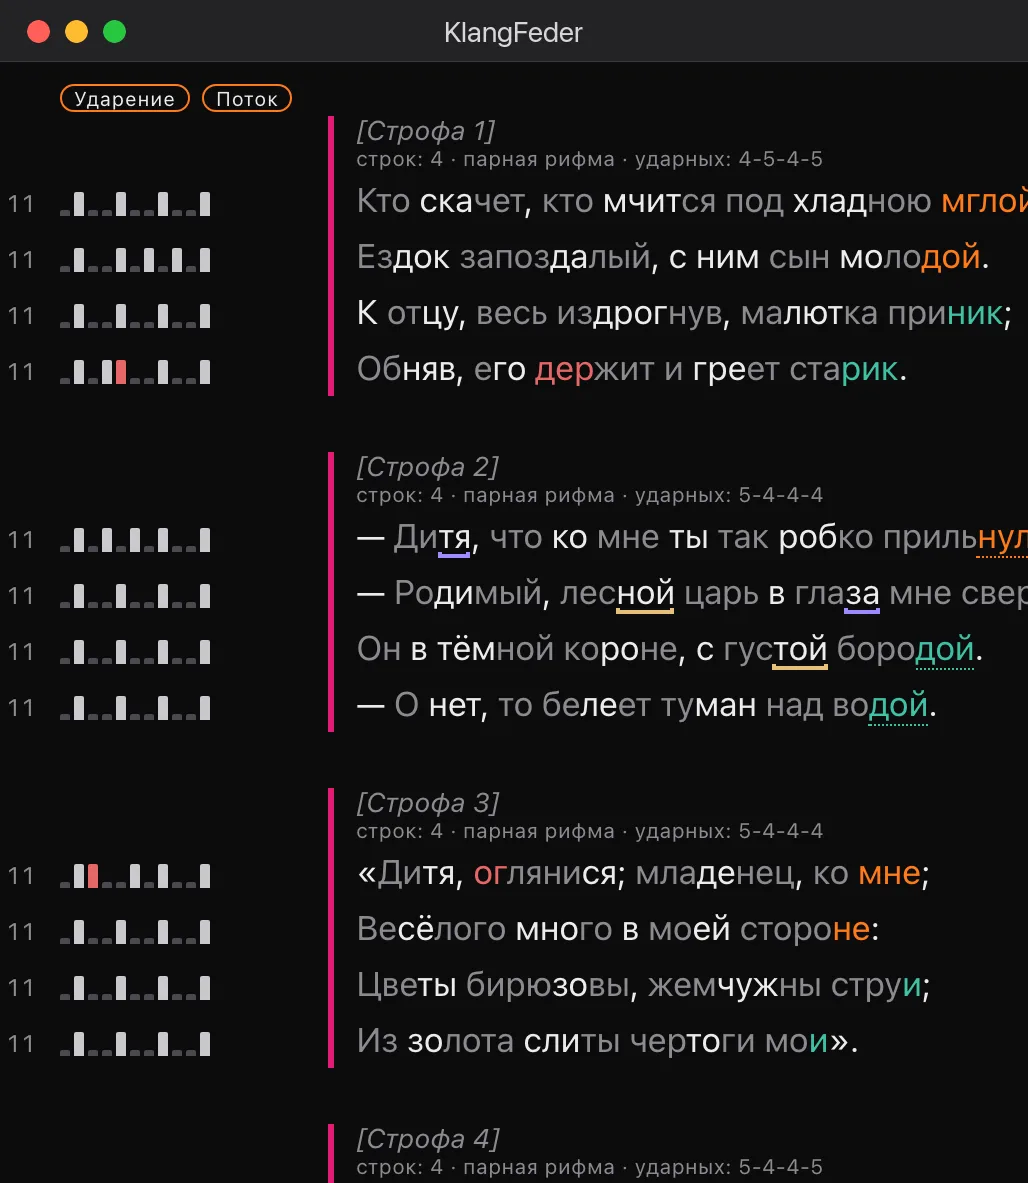 KlangFeder
Ударение Поток
[Строфа 1]
строк: 4 · парная рифма · ударных: 4-5-4-5
11 Кто скачет, кто мчится под хладною мглой
11 Ездок запоздалый, с ним сын молодой.
11 К отцу, весь издрогнув, малютка приник;
11 Обняв, его держит и греет старик.
[Строфа 2]
строк: 4 · парная рифма · ударных: 5-4-4-4
11 — Дитя, что ко мне ты так робко прильнул
11 — Родимый, лесной царь в глаза мне свер
11 Он в тёмной короне, с густой бородой.
11 — О нет, то белеет туман над водой.
[Строфа 3]
строк: 4 · парная рифма · ударных: 5-4-4-4
11 «Дитя, оглянися; младенец, ко мне;
11 Весёлого много в моей стороне:
11 Цветы бирюзовы, жемчужны струи;
11 Из золота слиты чертоги мои».
[Строфа 4]
строк: 4 · парная рифма · ударных: 5-4-4-5